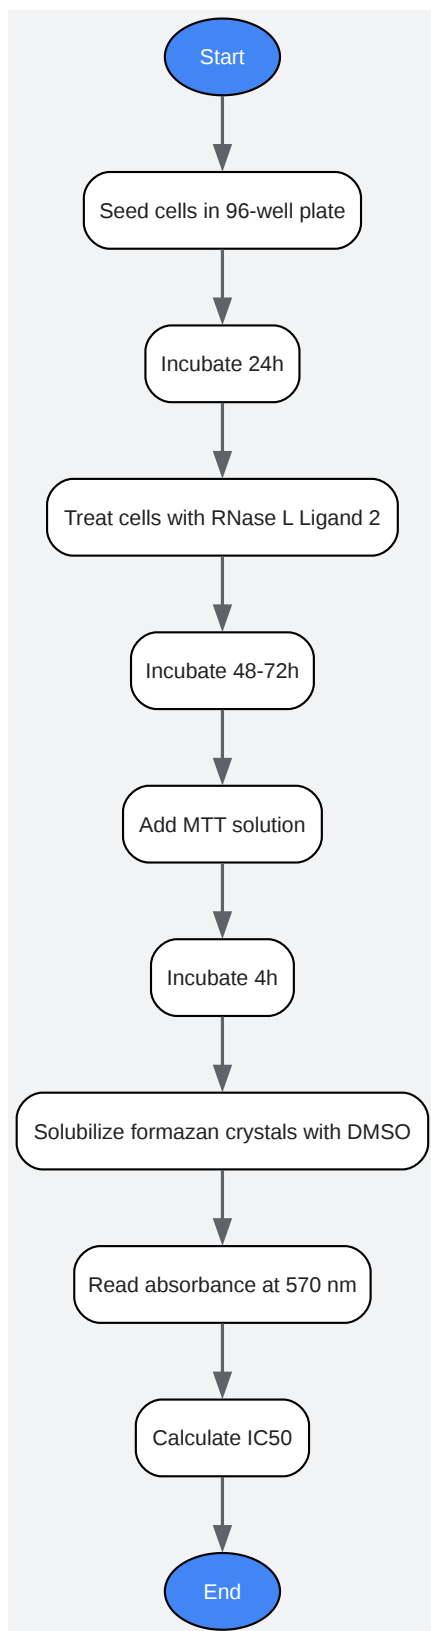 Start
Seed cells in 96-well plate
Incubate 24h
Treat cells with RNase L Ligand 2
Incubate 48-72h
Add MTT solution
Incubate 4h
Solubilize formazan crystals with DMSO
Read absorbance at 570 nm
Calculate IC50
End